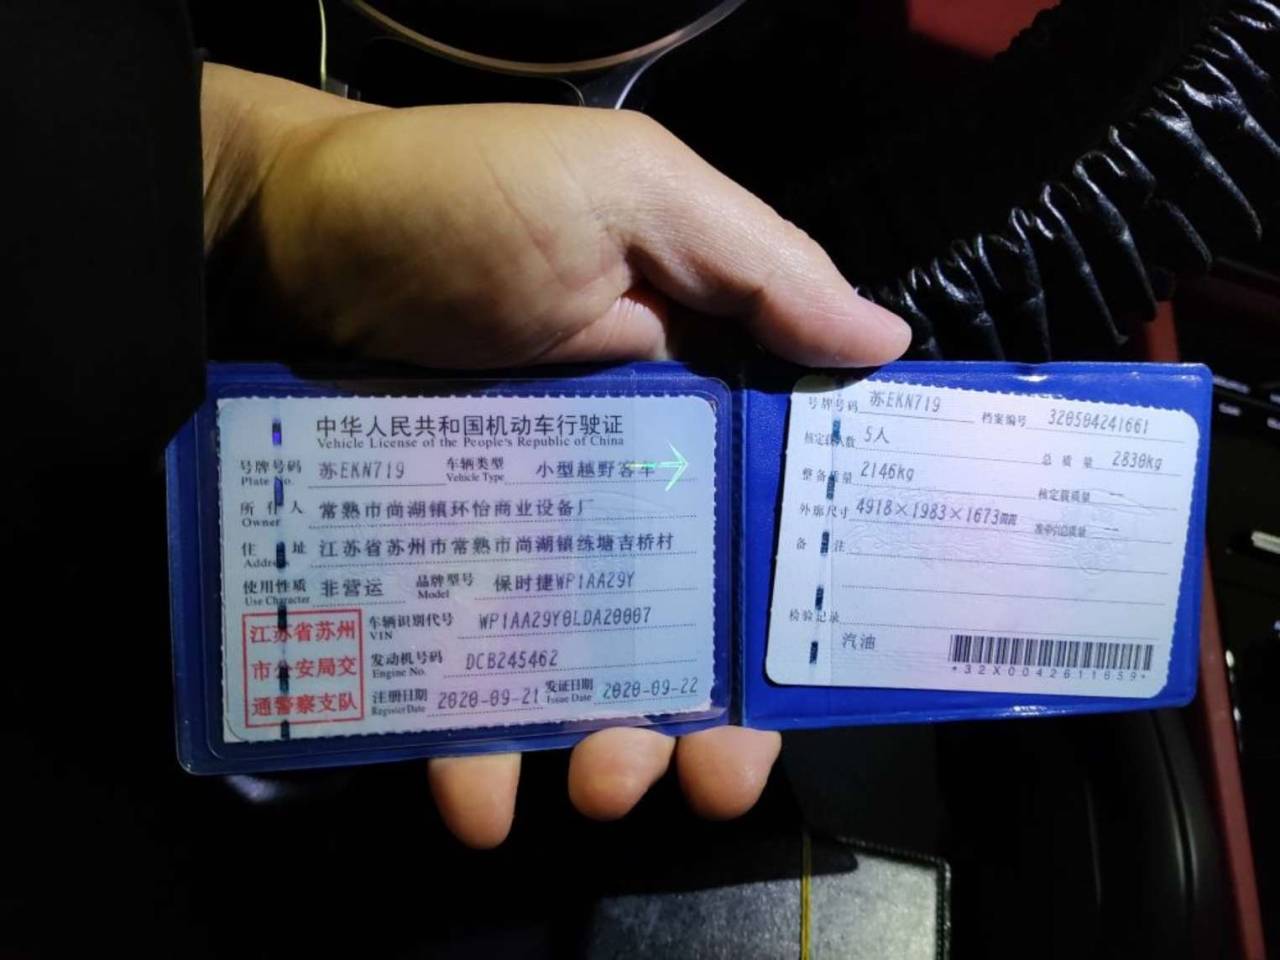 中华人民共和国机动车行驶证
Vehicle License of the People's Republic of China
号牌号码 苏EKN719 车辆类型 小型越野客车
Plate No. Vehicle Type
所有人 常熟市尚湖镇环怡商业设备厂
Owner
住址 江苏省苏州市常熟市尚湖镇练塘吉桥村
Address
使用性质 非营运 品牌型号 保时捷WP1AA29Y
Use Character Model
江苏省苏州
市公安局交
通警察支队
车辆识别代号 WP1AA29Y0LDA20007
VIN
发动机号码 DCB245462
Engine No.
注册日期 2020-09-21 发证日期 2020-09-22
Register Date Issue Date
号牌号码 苏EKN719 档案编号 320504241661
核定载人数 5人 总质量 2830kg
整备质量 2146kg 核定载质量 --
外廓尺寸 4918×1983×1673mm 准牵引总质量 --
备注
检验记录
汽油
*32X0042611659*